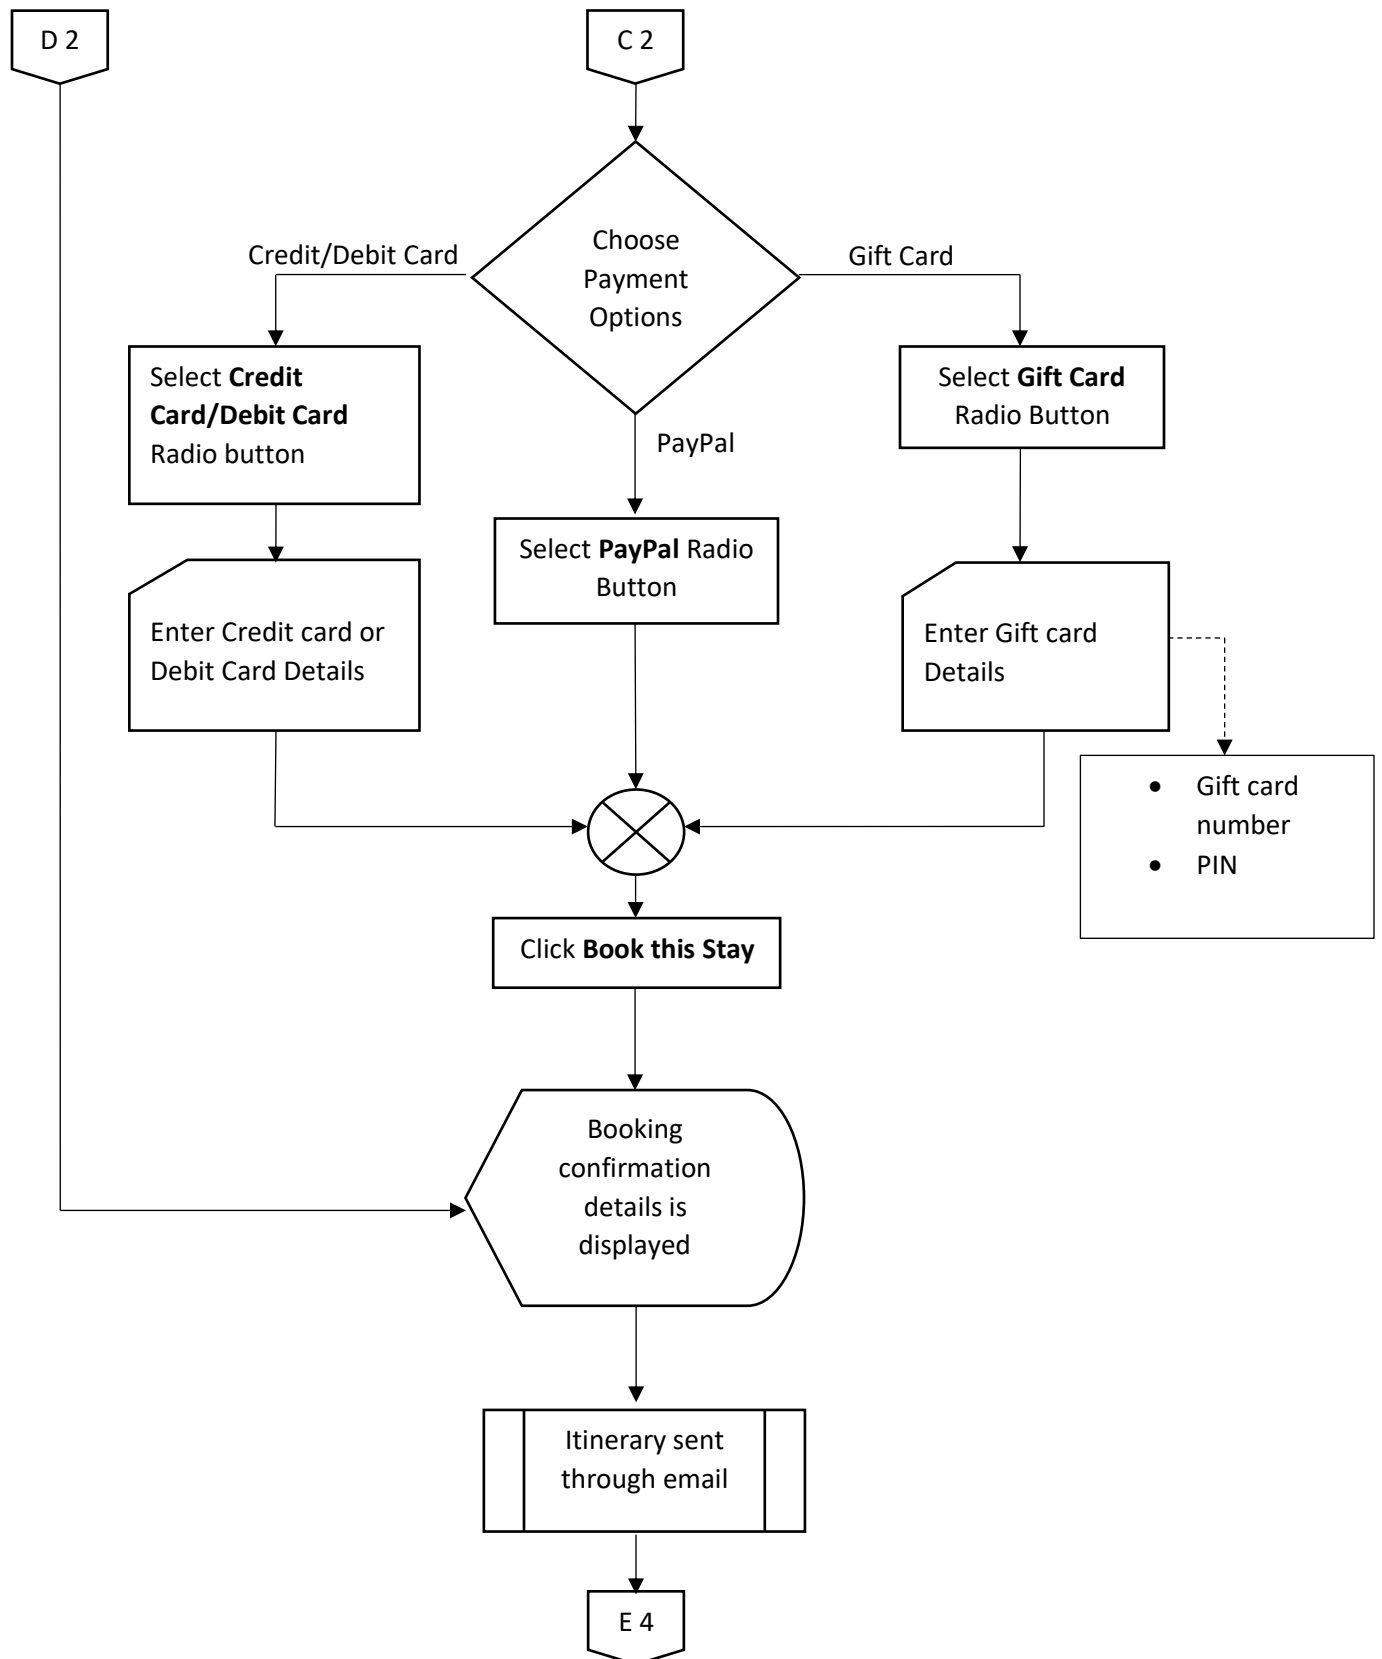 D 2
C 2
Choose
Payment
Options
Credit/Debit Card
Gift Card
Select Credit
Card/Debit Card
Radio button
PayPal
Select Gift Card
Radio Button
Select PayPal Radio
Button
Enter Credit card or
Debit Card Details
Enter Gift card
Details
• Gift card
number
• PIN
Click Book this Stay
Booking
confirmation
details is
displayed
Itinerary sent
through email
E 4